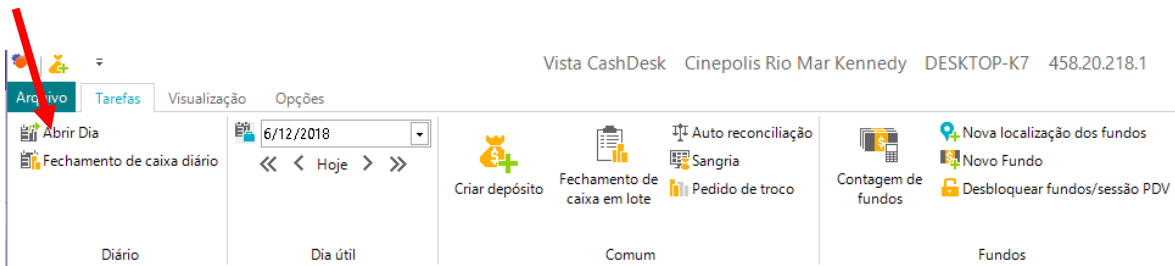 Vista CashDesk Cinepolis Rio Mar Kennedy DESKTOP-K7 458.20.218.1
Arquivo Tarefas Visualização Opções
Abrir Dia
Fechamento de caixa diário
Diário
6/12/2018
Hoje
Dia útil
Criar depósito
Fechamento de
caixa em lote
Auto reconciliação
Sangria
Pedido de troco
Comum
Contagem de
fundos
Nova localização dos fundos
Novo Fundo
Desbloquear fundos/sessão PDV
Fundos